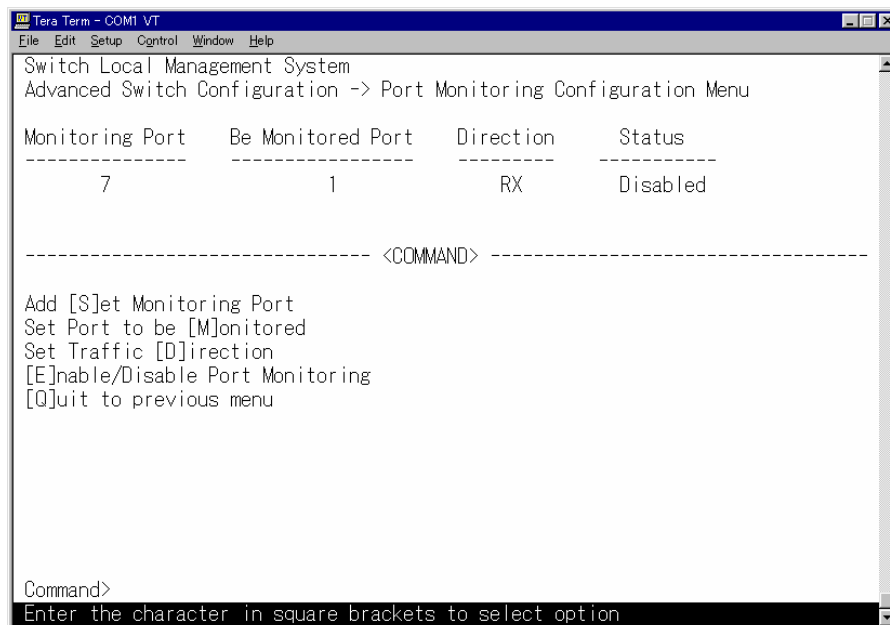 Tera Term - COM1 VT
File Edit Setup Control Window Help
Switch Local Management System
Advanced Switch Configuration -> Port Monitoring Configuration Menu
Monitoring Port Be Monitored Port Direction Status
--------------- ----------------- --------- -----------
7 1 RX Disabled
-------------------------------- <COMMAND> -----------------------------------
Add [S]et Monitoring Port
Set Port to be [M]onitored
Set Traffic [D]irection
[E]nable/Disable Port Monitoring
[Q]uit to previous menu
Command>
Enter the character in square brackets to select option